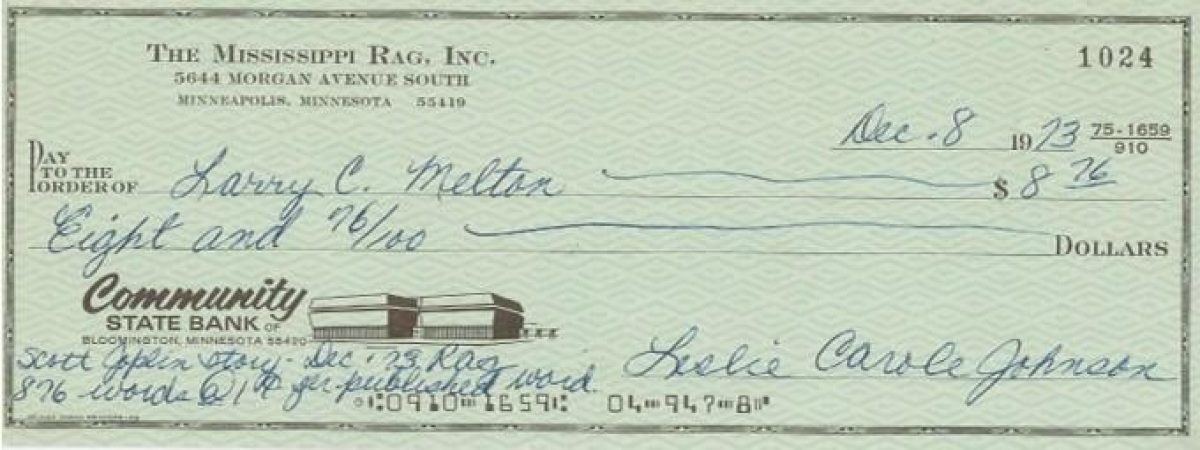 THE MISSISSIPPI RAG, INC.
5644 MORGAN AVENUE SOUTH
MINNEAPOLIS, MINNESOTA 55419
1024
Dec. 8 1973 75-1659
910
PAY
TO THE
ORDER OF Larry C. Melton $ 8 76
Eight and 76/100 DOLLARS
Community
STATE BANK OF
BLOOMINGTON, MINNESOTA 55420
Scott Joplin story - Dec. '73 Rag
876 words @ 1¢ per published word.
Leslie Carole Johnson
⑆0910⑉1659⑆ 04⑉947⑉8⑈